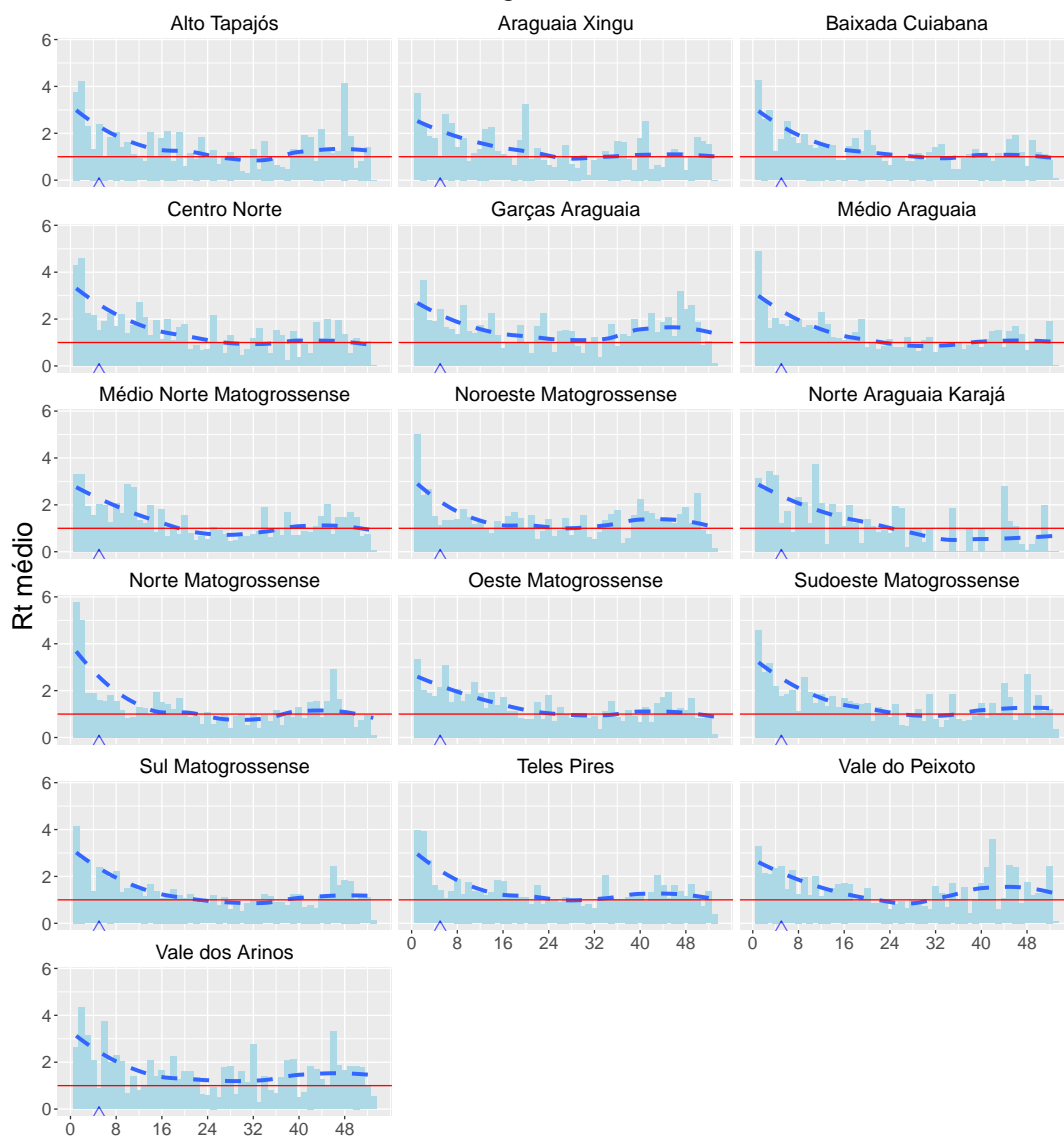 Alto Tapajós Araguaia Xingu Baixada Cuiabana
6
4
2
0
Centro Norte Garças Araguaia Médio Araguaia
6
4
2
0
Médio Norte Matogrossense Noroeste Matogrossense Norte Araguaia Karajá
6
4
2
0
Rt médio
Norte Matogrossense Oeste Matogrossense Sudoeste Matogrossense
6
4
2
0
Sul Matogrossense Teles Pires Vale do Peixoto
6
4
2
0
0 8 16 24 32 40 48 0 8 16 24 32 40 48
Vale dos Arinos
6
4
2
0
0 8 16 24 32 40 48